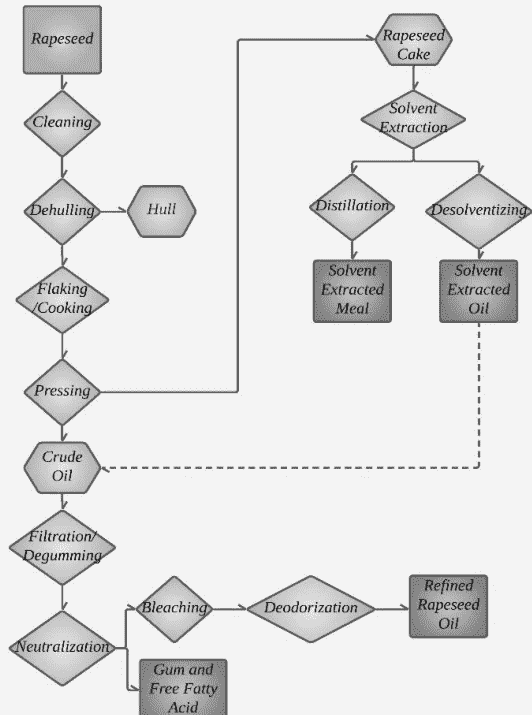 Rapeseed
Cleaning
Dehulling
Hull
Flaking
/Cooking
Pressing
Crude
Oil
Filtration/
Degumming
Neutralization
Bleaching
Deodorization
Refined
Rapeseed
Oil
Gum and
Free Fatty
Acid
Rapeseed
Cake
Solvent
Extraction
Distillation
Desolventizing
Solvent
Extracted
Meal
Solvent
Extracted
Oil